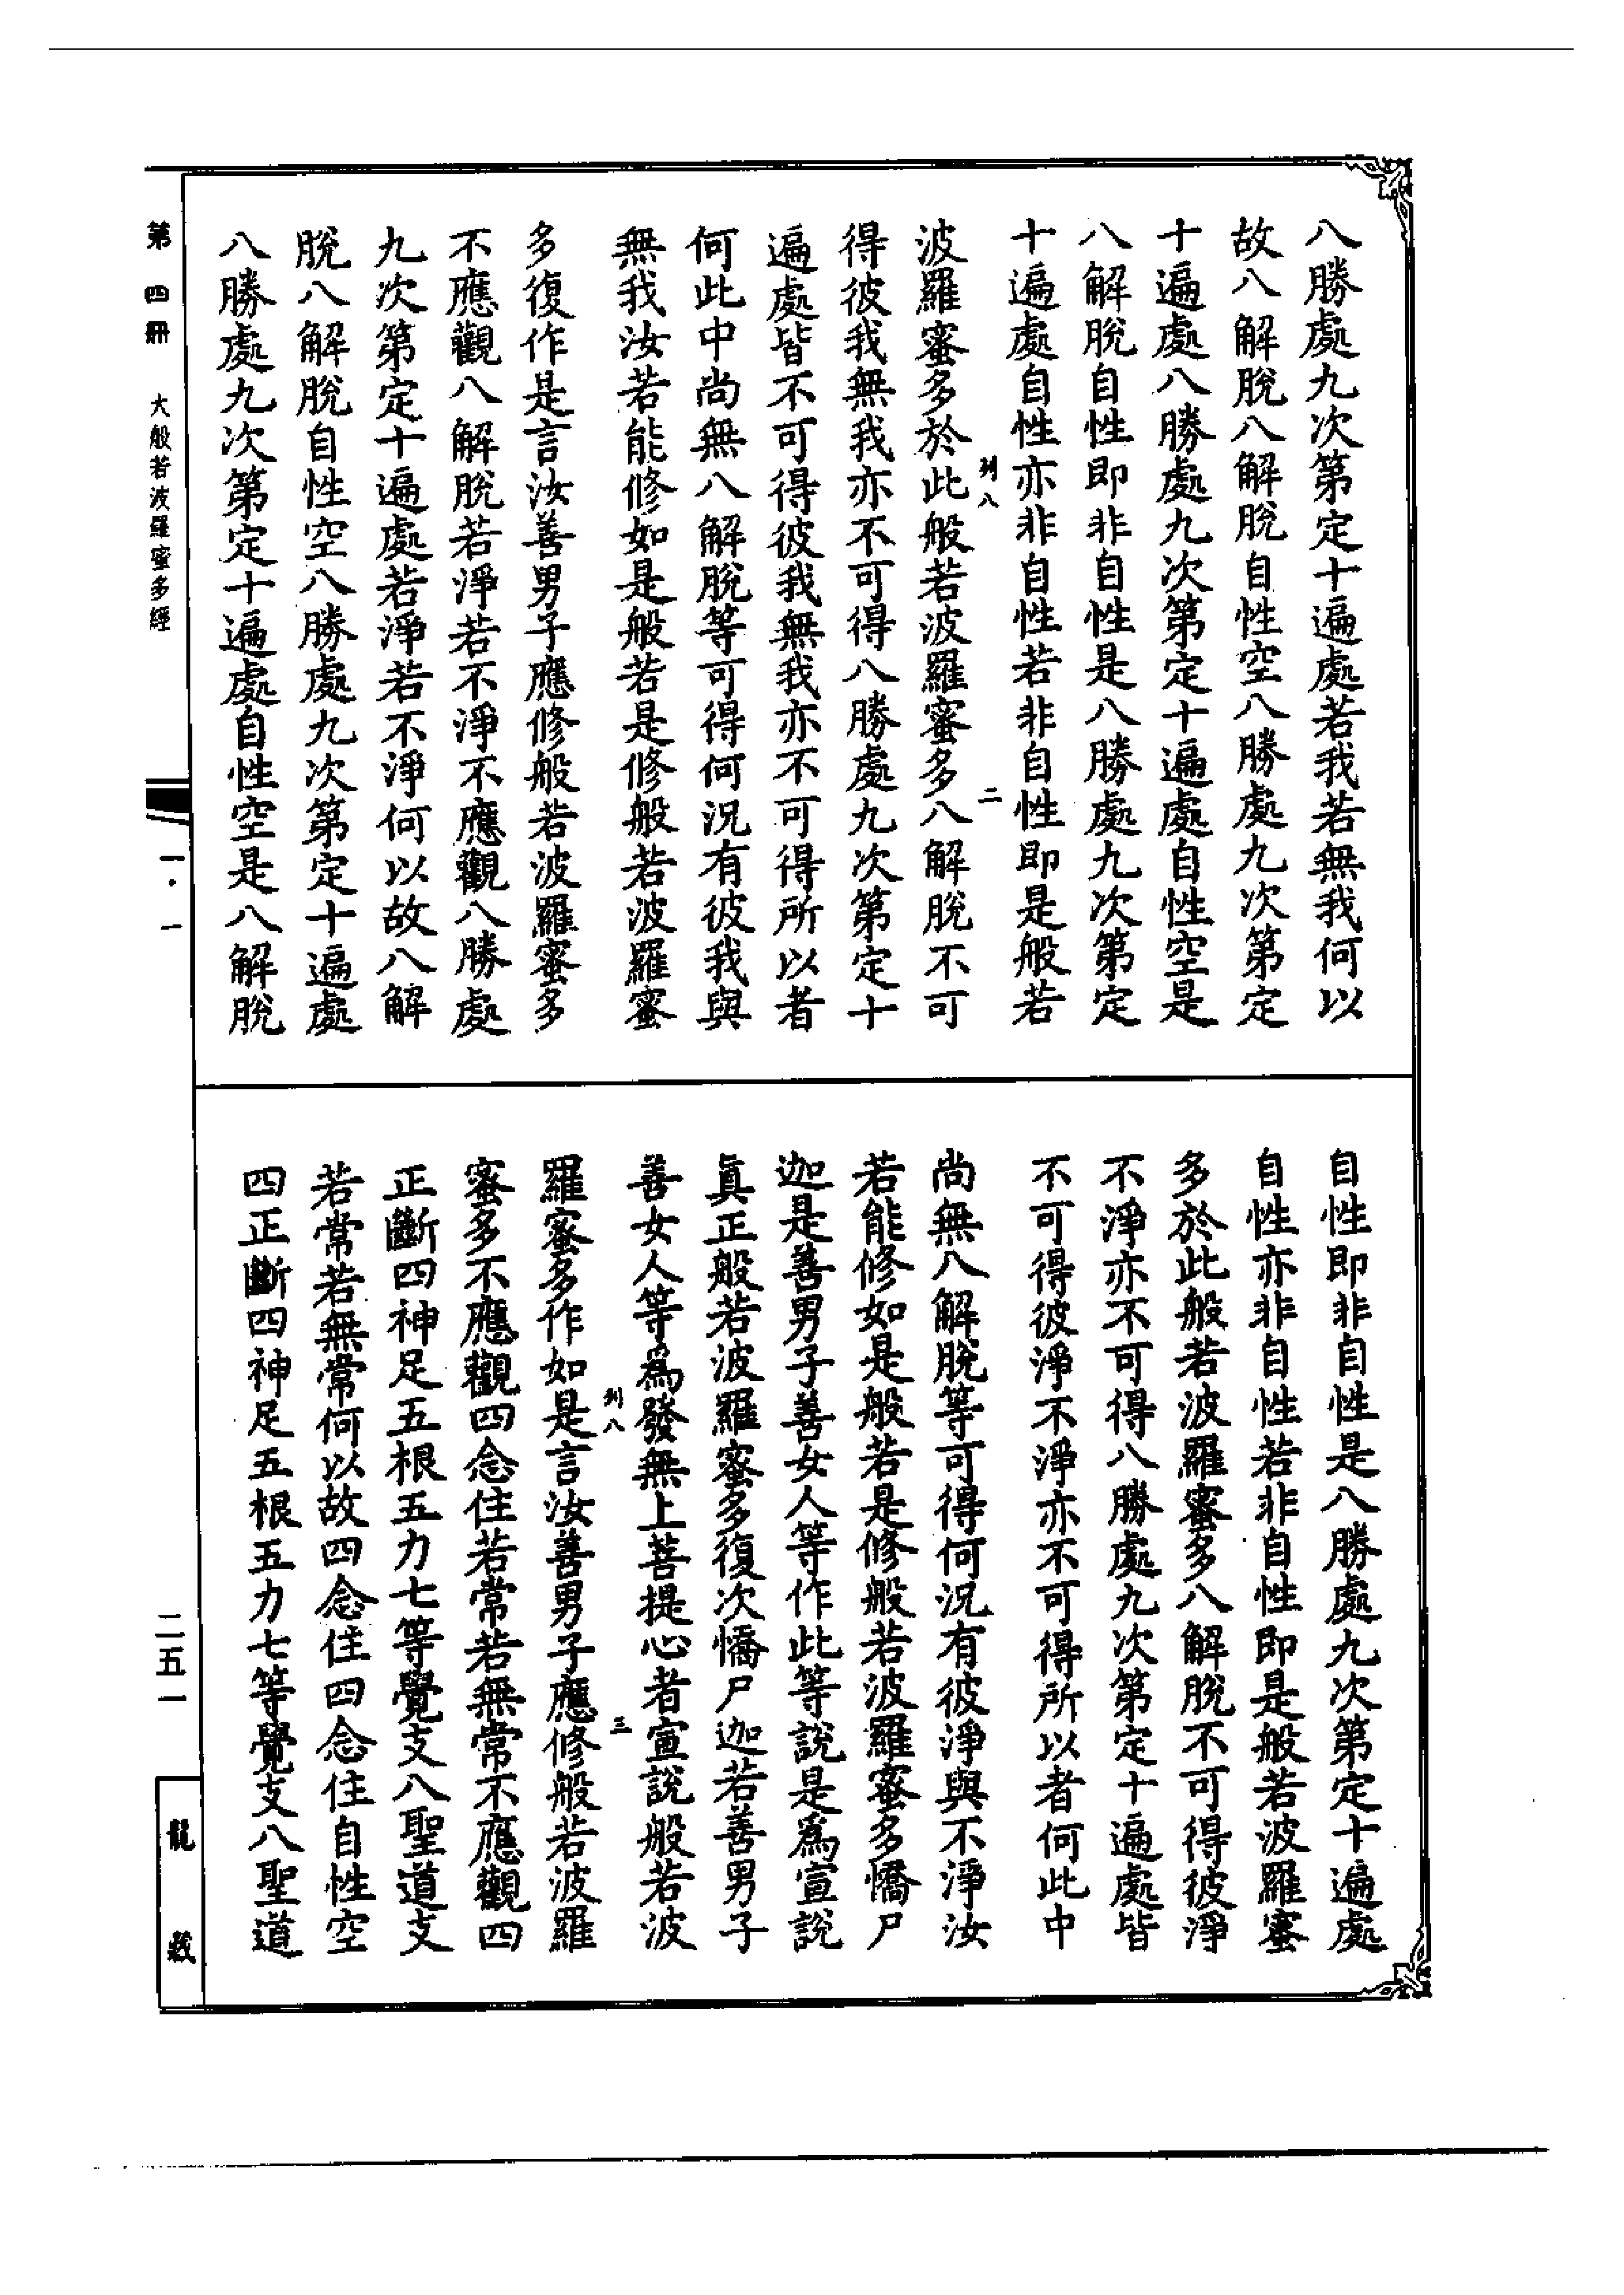 八勝處九次第定十遍處若我若無我何以
故八解脫八解脫自性空八勝處九次第定
十遍處八勝處九次第定十遍處自性空是
八解脫自性即非自性是八勝處九次第定
十遍處自性亦非自性若非自性即是般若
列八 二
波羅蜜多於此般若波羅蜜多八解脫不可
得彼我無我亦不可得八勝處九次第定十
遍處皆不可得彼我無我亦不可得所以者
何此中尚無八解脫等可得何況有彼我與
無我汝若能修如是般若是修般若波羅蜜
多復作是言汝善男子應修般若波羅蜜多
不應觀八解脫若淨若不淨不應觀八勝處
九次第定十遍處若淨若不淨何以故八解
脫八解脫自性空八勝處九次第定十遍處
八勝處九次第定十遍處自性空是八解脫
自性即非自性是八勝處九次第定十遍處
自性亦非自性若非自性即是般若波羅蜜
多於此般若波羅蜜多八解脫不可得彼淨
不淨亦不可得八勝處九次第定十遍處皆
不可得彼淨不淨亦不可得所以者何此中
尚無八解脫等可得何況有彼淨與不淨汝
若能修如是般若是修般若波羅蜜多憍尸
迦是善男子善女人等作此等說是為宣說
真正般若波羅蜜多復次憍尸迦若善男子
善女人等為發無上菩提心者宣說般若波
列八 三
羅蜜多作如是言汝善男子應修般若波羅
蜜多不應觀四念住若常若無常不應觀四
正斷四神足五根五力七等覺支八聖道支
若常若無常何以故四念住四念住自性空
四正斷四神足五根五力七等覺支八聖道
第四冊 大般若波羅蜜多經
一·一
二五一
龍藏